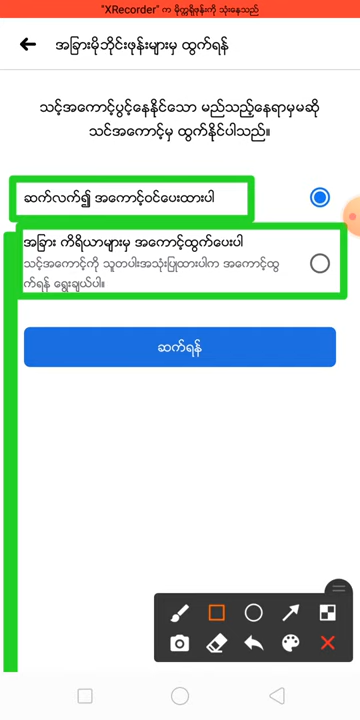 "XRecorder" က မိုက္ကရိုဖုန်းကို သုံးနေသည်
အခြားမိုဘိုင်းဖုန်းများမှ ထွက်ရန်
သင့်အကောင့်ပွင့်နေနိုင်သော မည်သည့်နေရာမှမဆို
သင်အကောင့်မှ ထွက်နိုင်ပါသည်။
ဆက်လက်၍ အကောင့်ဝင်ပေးထားပါ
အခြား ကိရိယာများမှ အကောင့်ထွက်ပေးပါ
သင့်အကောင့်ကို သူတပါးအသုံးပြုထားပါက အကောင့်ထွ
က်ရန် ရွေးချယ်ပါ။
ဆက်ရန်